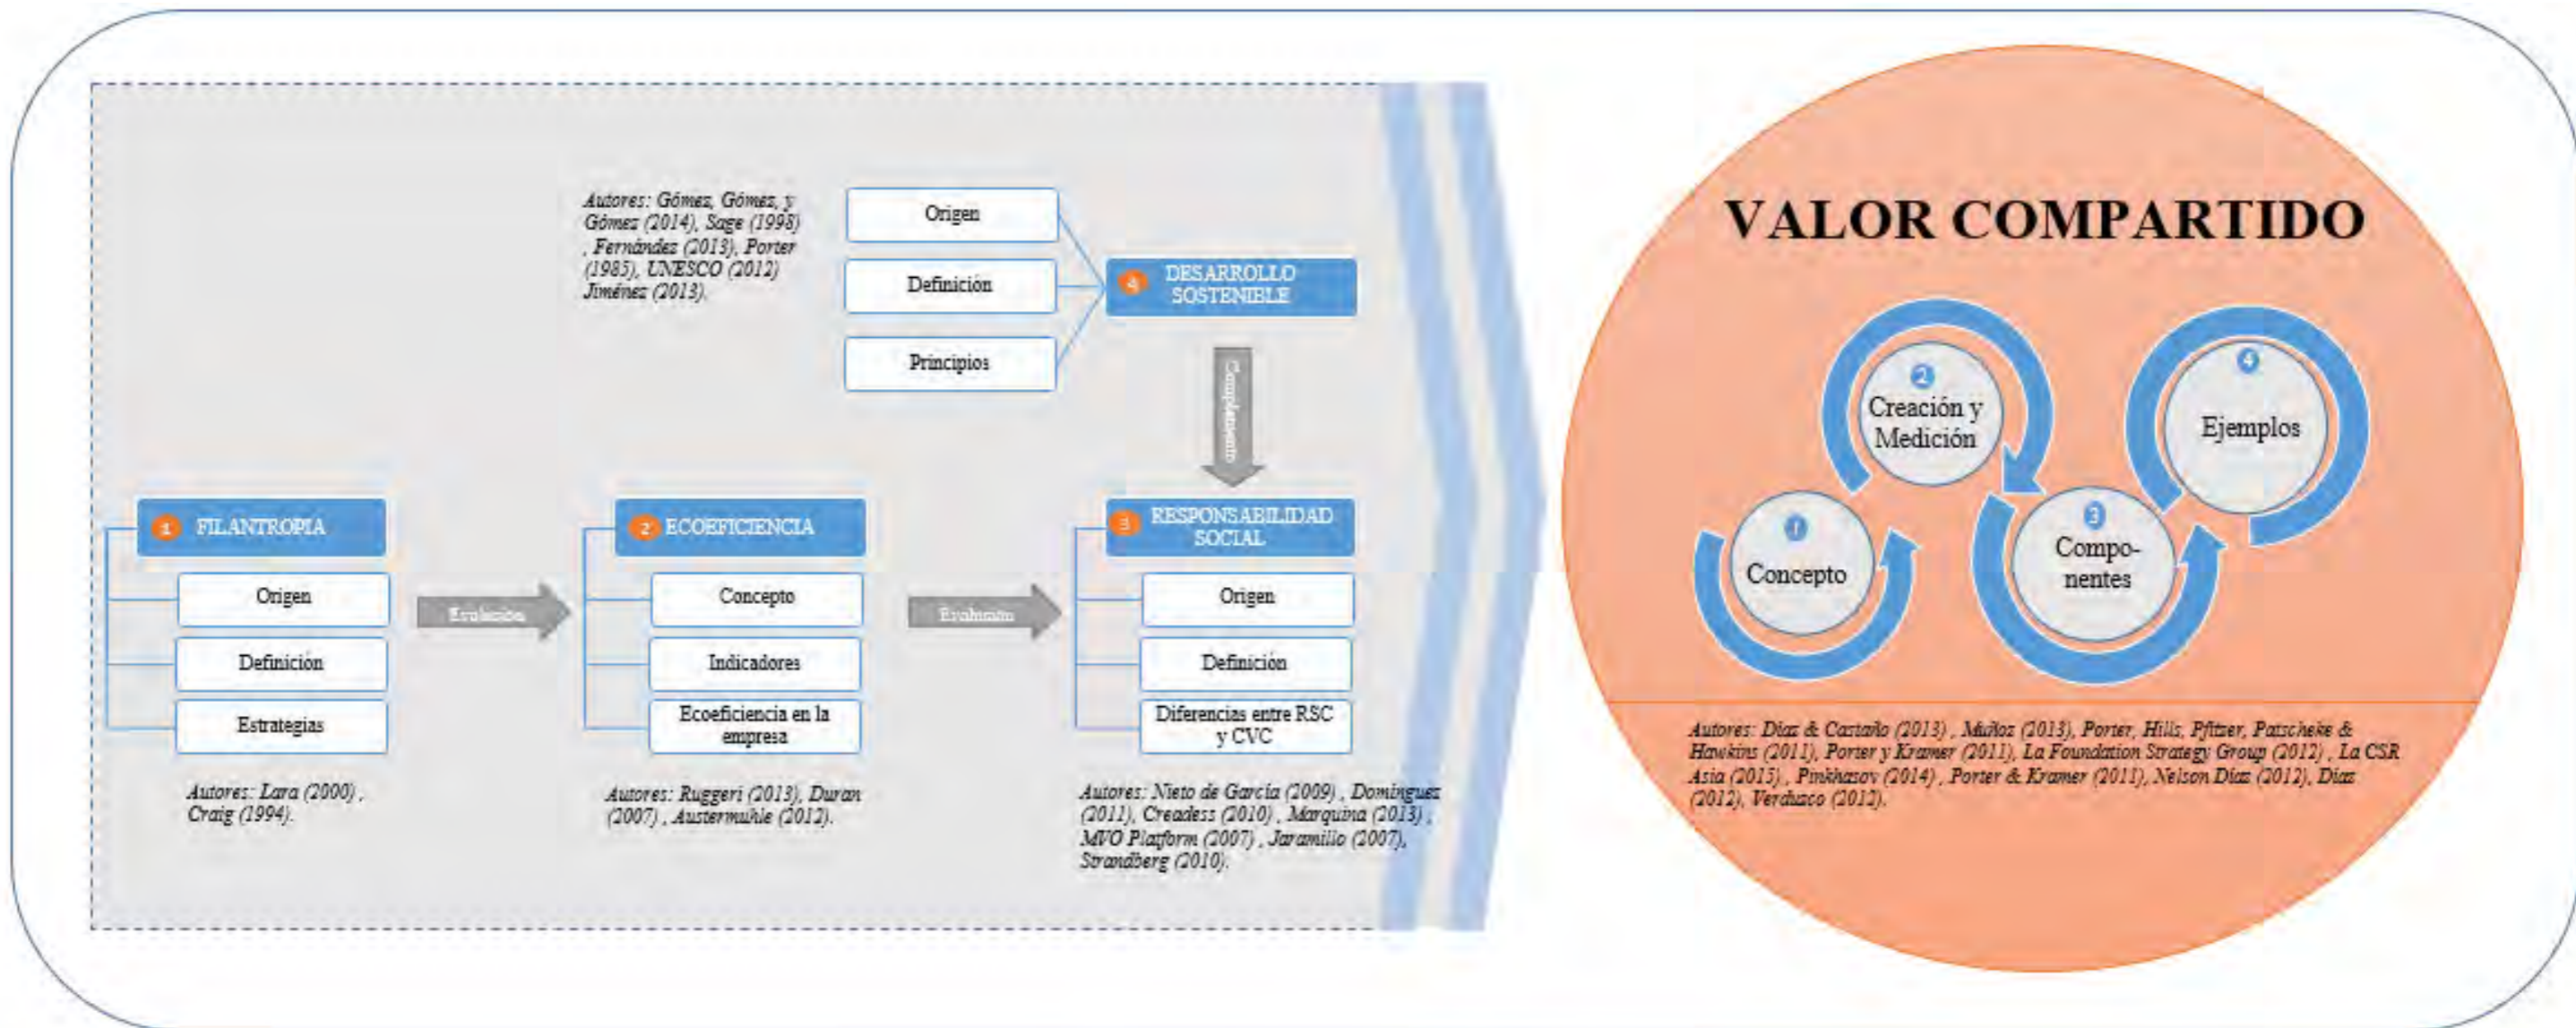 Autores: Gómez, Gómez, y
Gómez (2014), Sage (1998)
, Fernández (2013), Porter
(1985), UNESCO (2012)
Jiménez (2013).
Origen
Definición
Principios
4 DESARROLLO
SOSTENIBLE
Complemento
1 FILANTROPIA
Origen
Definición
Estrategias
Autores: Lara (2000) ,
Craig (1994).
Evolución
2 ECOEFICIENCIA
Concepto
Indicadores
Ecoeficiencia en la
empresa
Autores: Ruggeri (2013), Duran
(2007) , Austermuhle (2012).
Evolución
3 RESPONSABILIDAD
SOCIAL
Origen
Definición
Diferencias entre RSC
y CVC
Autores: Nieto de García (2009) , Domínguez
(2011), Creadess (2010) , Marquina (2013) ,
MVO Platform (2007) , Jaramillo (2007),
Strandberg (2010).
VALOR COMPARTIDO
1
Concepto
2
Creación y
Medición
3
Compo-
nentes
4
Ejemplos
Autores: Díaz & Castaño (2013) , Muñoz (2013), Porter, Hills, Pfitzer, Patscheke &
Hawkins (2011), Porter y Kramer (2011), La Foundation Strategy Group (2012) , La CSR
Asia (2015) , Pinkhasov (2014) , Porter & Kramer (2011), Nelson Díaz (2012), Díaz
(2012), Verdusco (2012).